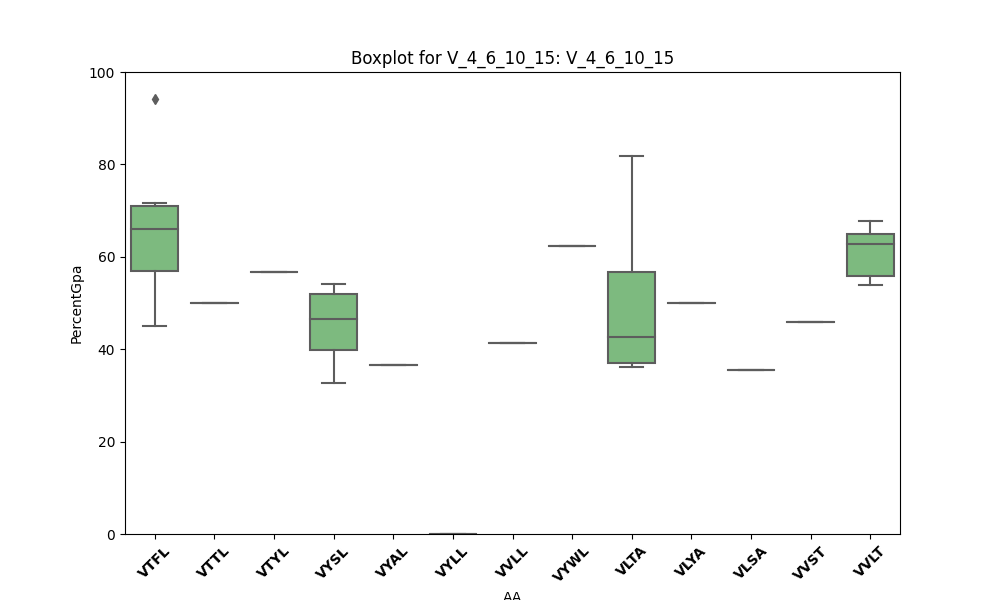 Boxplot for V_4_6_10_15: V_4_6_10_15
PercentGpa
100
80
60
40
20
0
VTFL
VTTL
VTYL
VYSL
VYAL
VYLL
VVLL
VYWL
VLTA
VLYA
VLSA
VVST
VVLT
AA